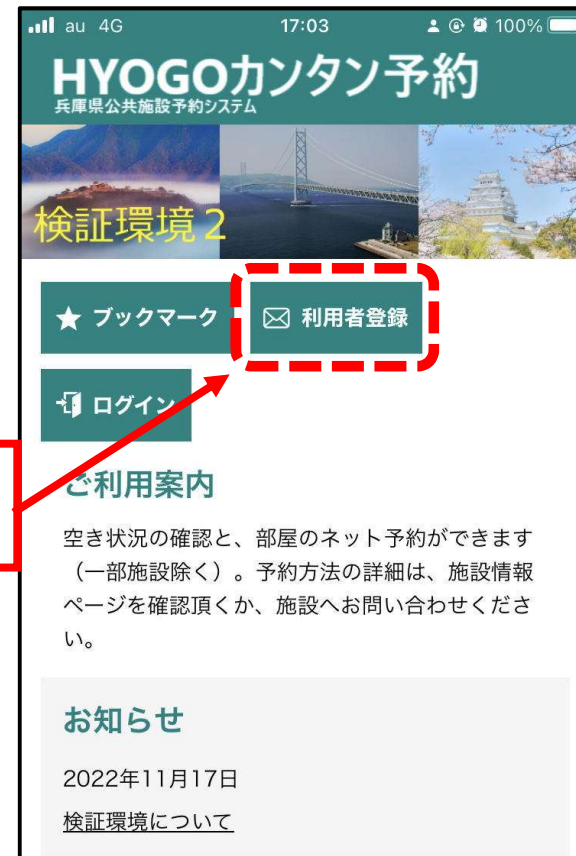 au 4G 17:03 100%
HYOGOカンタン予約
兵庫県公共施設予約システム
検証環境2
ブックマーク
利用者登録
ログイン
ご利用案内
空き状況の確認と、部屋のネット予約ができます
（一部施設除く）。予約方法の詳細は、施設情報
ページを確認頂くか、施設へお問い合わせくださ
い。
お知らせ
2022年11月17日
検証環境について